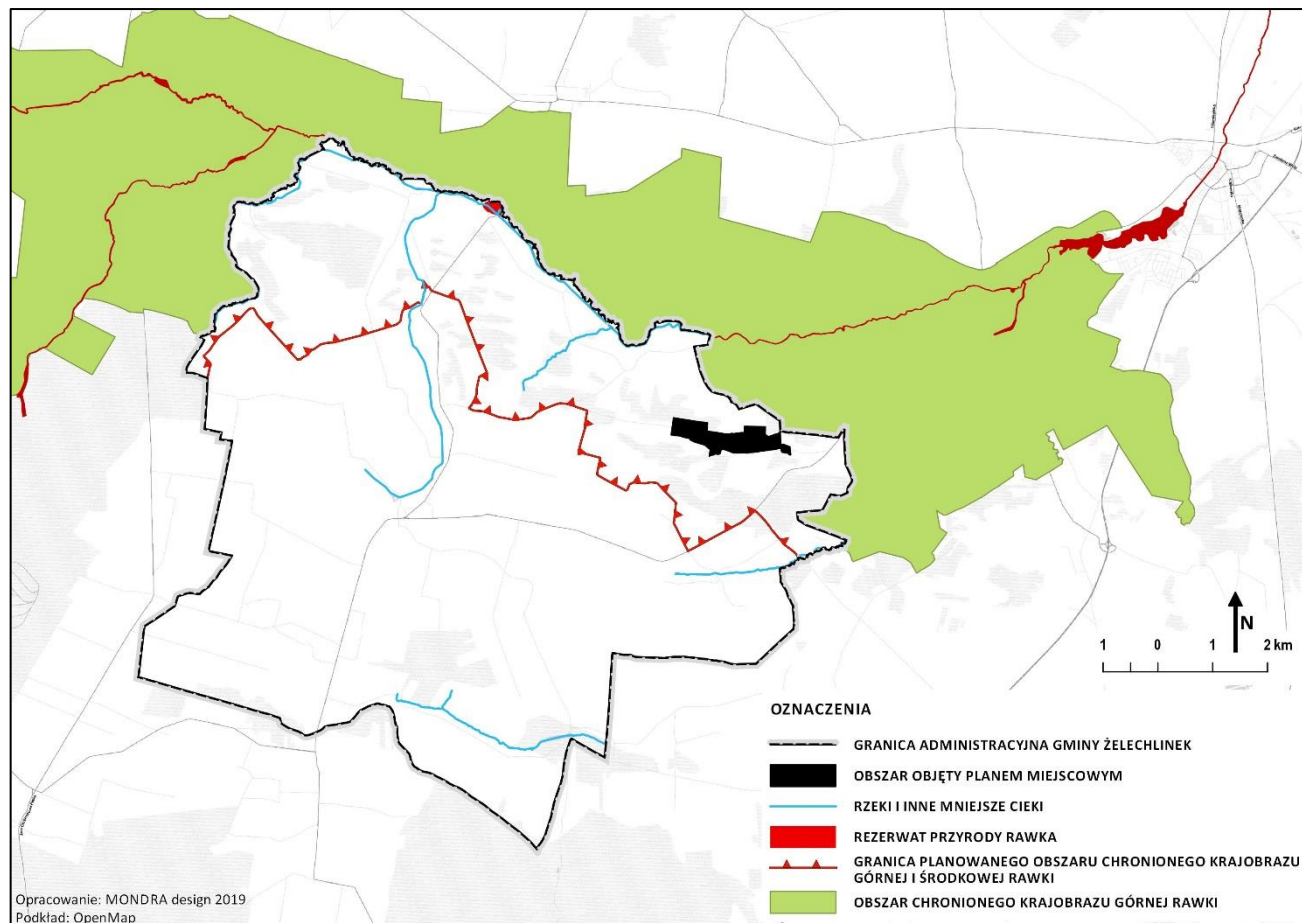 N
1 0 1 2 km
OZNACZENIA
GRANICA ADMINISTRACYJNA GMINY ŻELECHLINEK
OBSZAR OBJĘTY PLANEM MIEJSCOWYM
RZEKI I INNE MNIEJSZE CIEKI
REZERWAT PRZYRODY RAWKA
GRANICA PLANOWANEGO OBSZARU CHRONIONEGO KRAJOBRAZU
GÓRNEJ I ŚRODKOWEJ RAWKI
OBSZAR CHRONIONEGO KRAJOBRAZU GÓRNEJ RAWKI
Opracowanie: MONDRA design 2019
Podkład: OpenMap